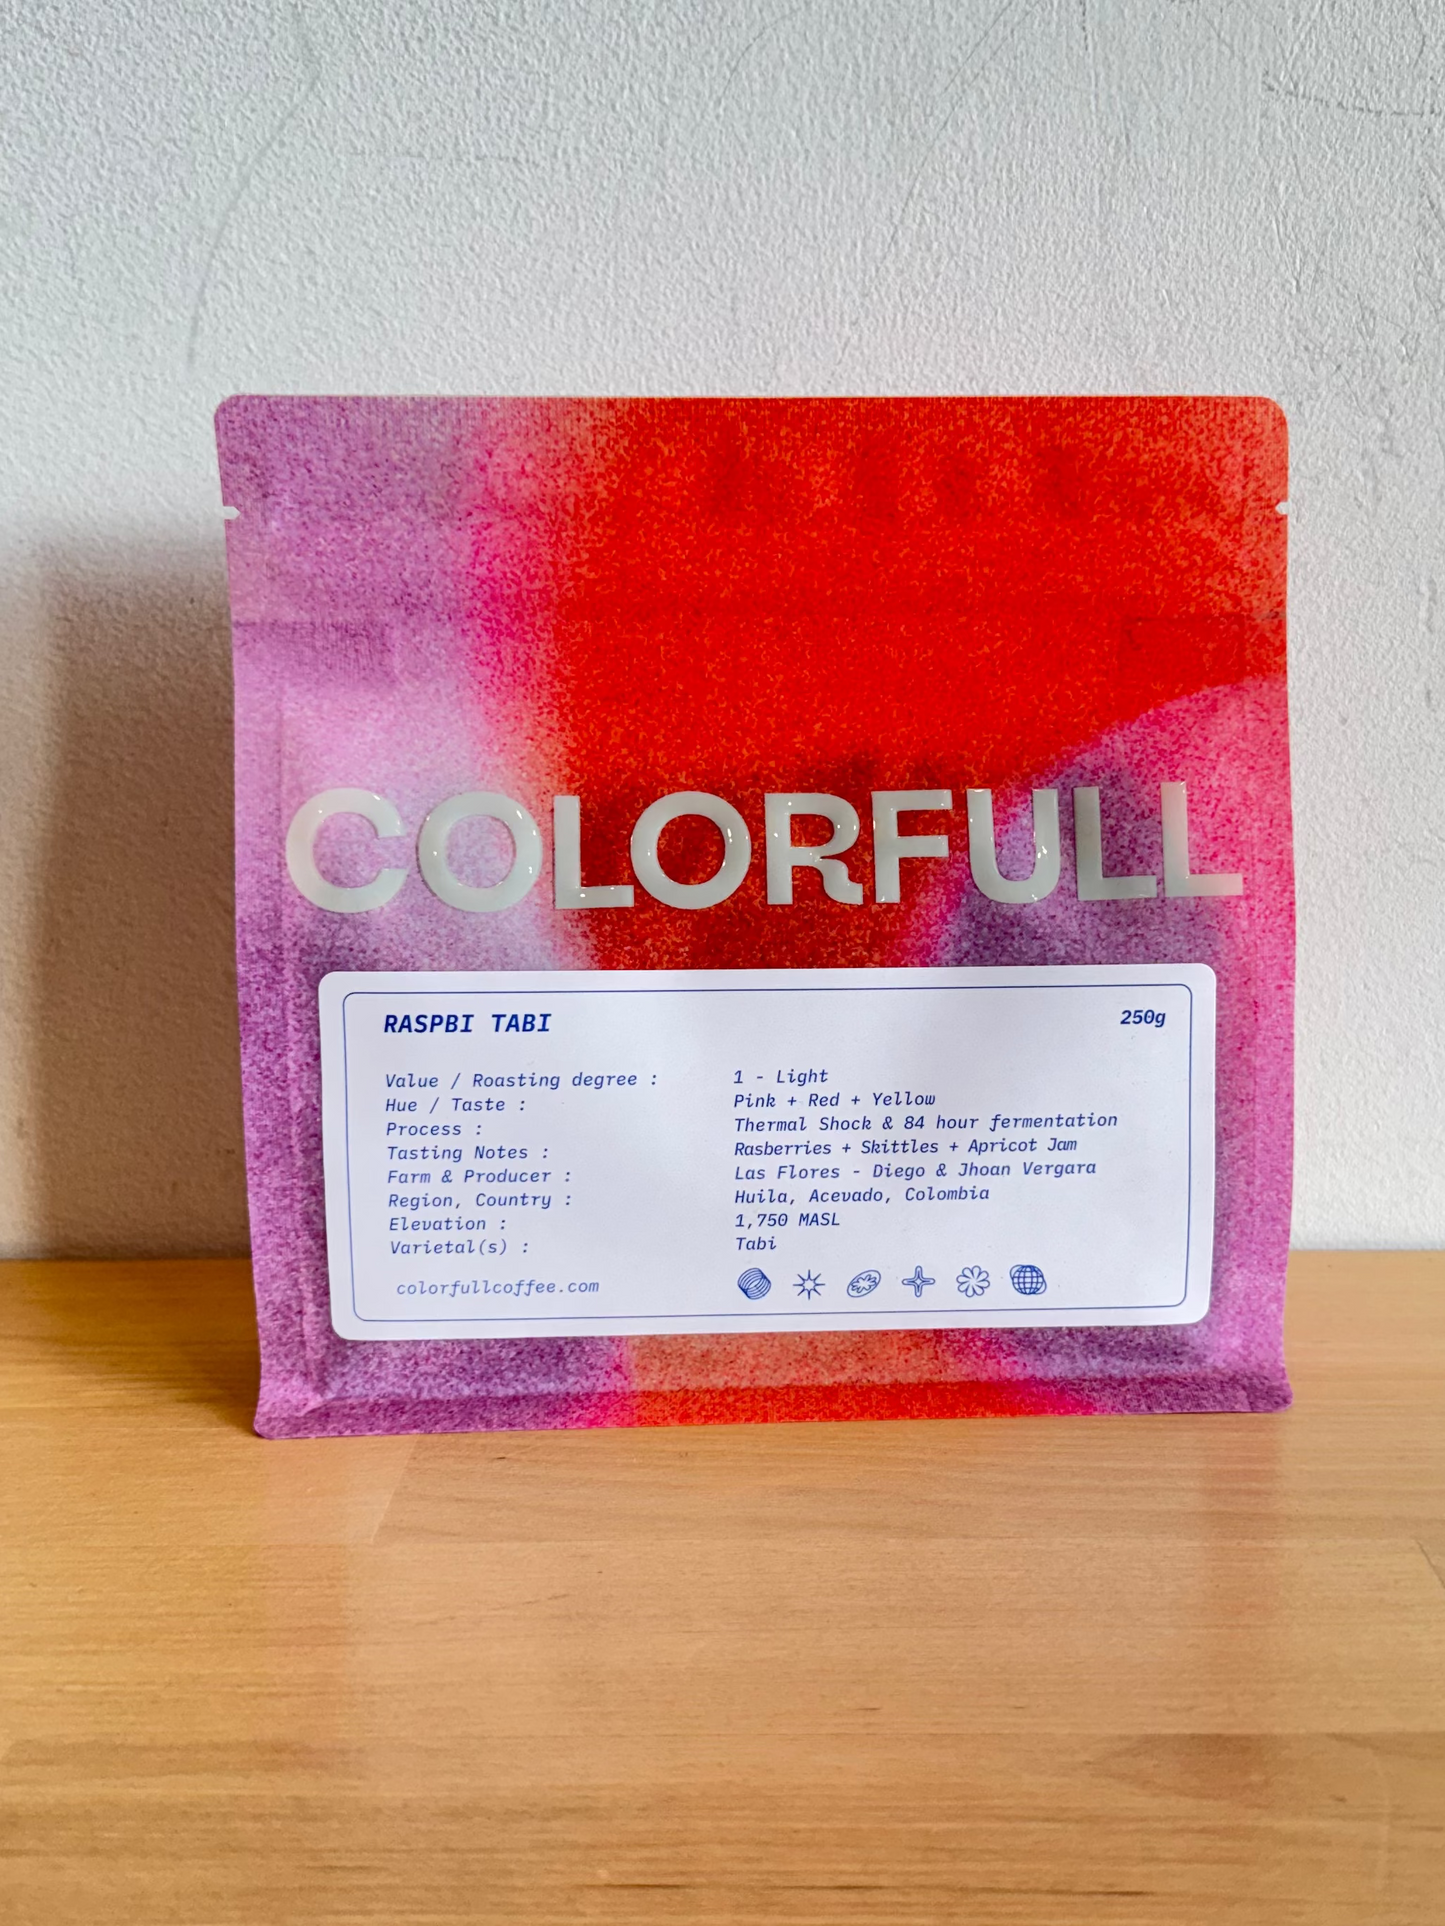 COLORFULL
RASPBI TABI 250g
Value / Roasting degree : 1 - Light
Hue / Taste : Pink + Red + Yellow
Process : Thermal Shock & 84 hour fermentation
Tasting Notes : Rasberries + Skittles + Apricot Jam
Farm & Producer : Las Flores - Diego & Jhoan Vergara
Region, Country : Huila, Acevado, Colombia
Elevation : 1,750 MASL
Varietal(s) : Tabi
colorfullcoffee.com